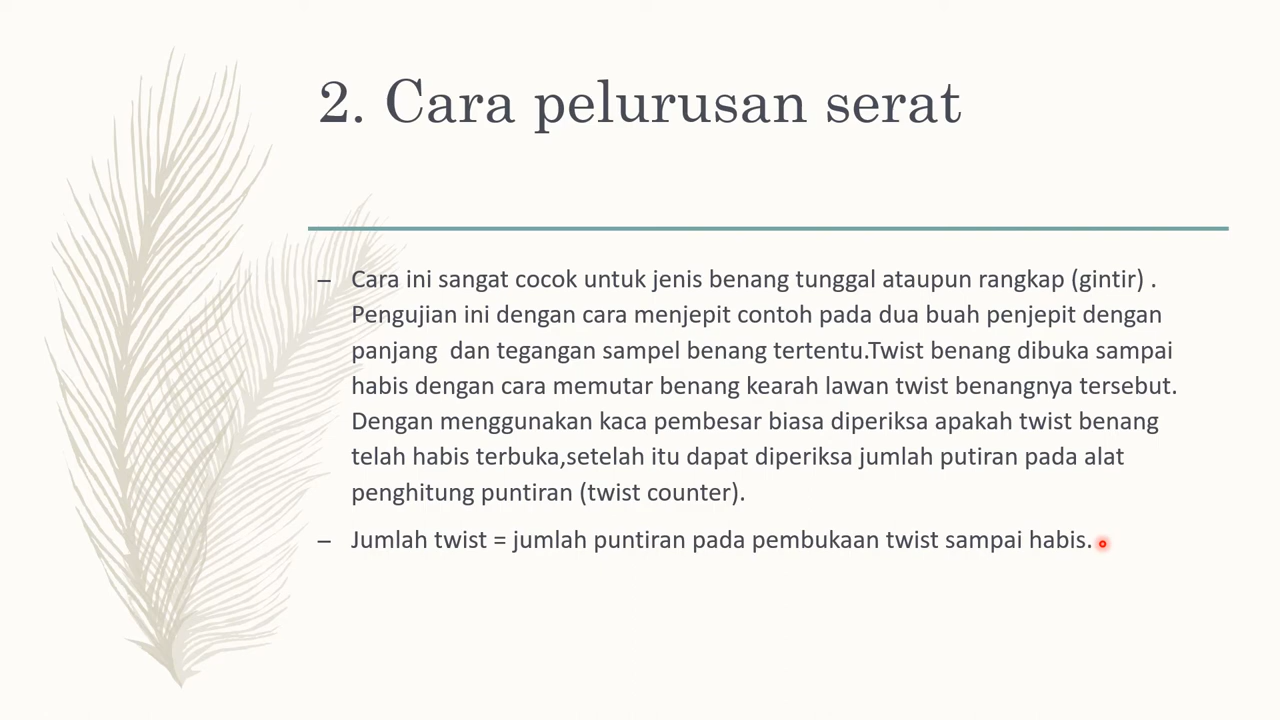 2. Cara pelurusan serat
– Cara ini sangat cocok untuk jenis benang tunggal ataupun rangkap (gintir) .
Pengujian ini dengan cara menjepit contoh pada dua buah penjepit dengan
panjang  dan tegangan sampel benang tertentu.Twist benang dibuka sampai
habis dengan cara memutar benang kearah lawan twist benangnya tersebut.
Dengan menggunakan kaca pembesar biasa diperiksa apakah twist benang
telah habis terbuka,setelah itu dapat diperiksa jumlah putiran pada alat
penghitung puntiran (twist counter).
– Jumlah twist = jumlah puntiran pada pembukaan twist sampai habis.